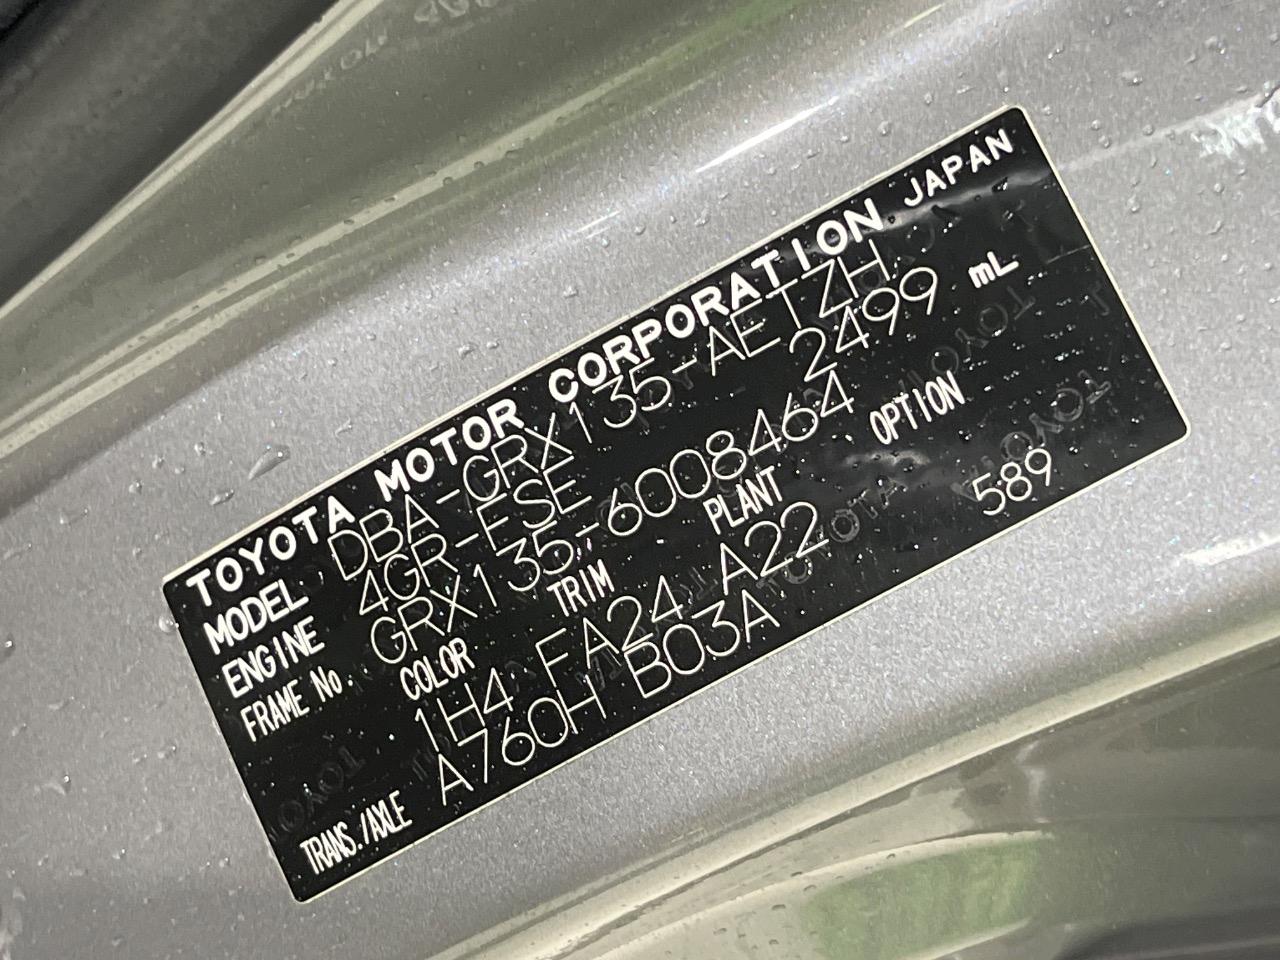 TOYOTA MOTOR CORPORATION JAPAN
MODEL DBA-GRX135-AETZH
ENGINE 4GR-FSE 2499 mL
FRAME No. GRX135-6008464
COLOR TRIM PLANT OPTION
1H4 FA24 A22 589
TRANS./AXLE A760H B03A